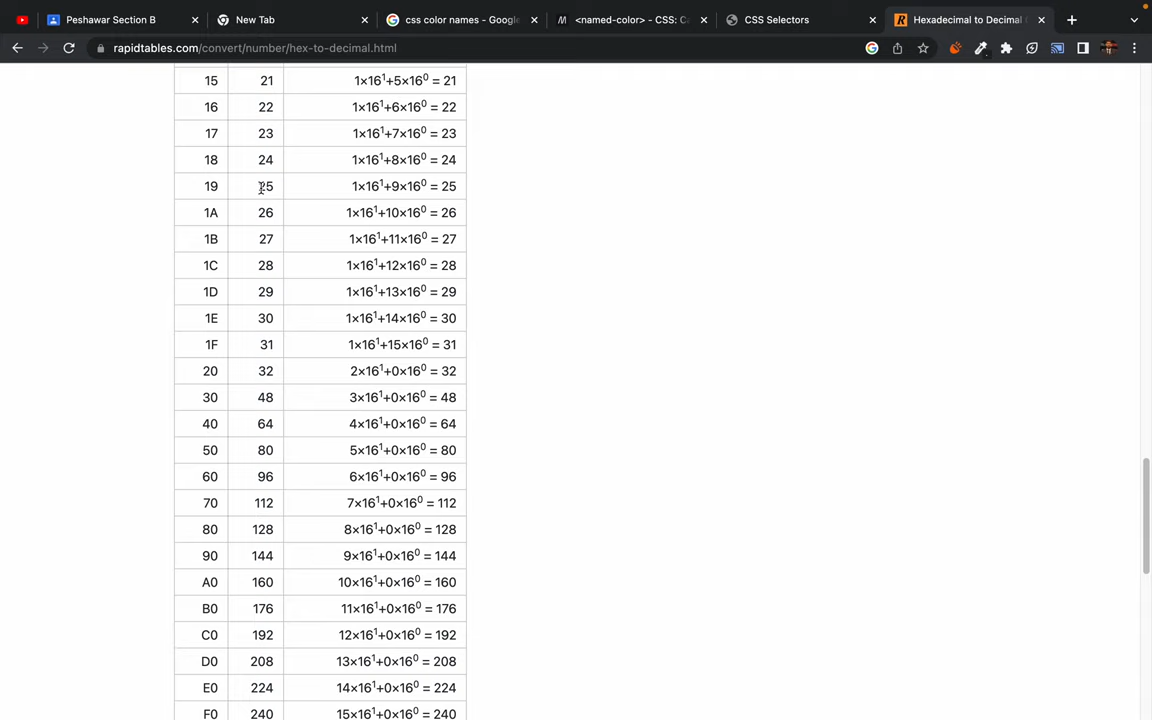 Peshawar Section B
New Tab
css color names - Google
<named-color> - CSS: Ca
CSS Selectors
Hexadecimal to Decimal
rapidtables.com/convert/number/hex-to-decimal.html
15 21 1×16¹+5×16⁰ = 21
16 22 1×16¹+6×16⁰ = 22
17 23 1×16¹+7×16⁰ = 23
18 24 1×16¹+8×16⁰ = 24
19 25 1×16¹+9×16⁰ = 25
1A 26 1×16¹+10×16⁰ = 26
1B 27 1×16¹+11×16⁰ = 27
1C 28 1×16¹+12×16⁰ = 28
1D 29 1×16¹+13×16⁰ = 29
1E 30 1×16¹+14×16⁰ = 30
1F 31 1×16¹+15×16⁰ = 31
20 32 2×16¹+0×16⁰ = 32
30 48 3×16¹+0×16⁰ = 48
40 64 4×16¹+0×16⁰ = 64
50 80 5×16¹+0×16⁰ = 80
60 96 6×16¹+0×16⁰ = 96
70 112 7×16¹+0×16⁰ = 112
80 128 8×16¹+0×16⁰ = 128
90 144 9×16¹+0×16⁰ = 144
A0 160 10×16¹+0×16⁰ = 160
B0 176 11×16¹+0×16⁰ = 176
C0 192 12×16¹+0×16⁰ = 192
D0 208 13×16¹+0×16⁰ = 208
E0 224 14×16¹+0×16⁰ = 224
F0 240 15×16¹+0×16⁰ = 240